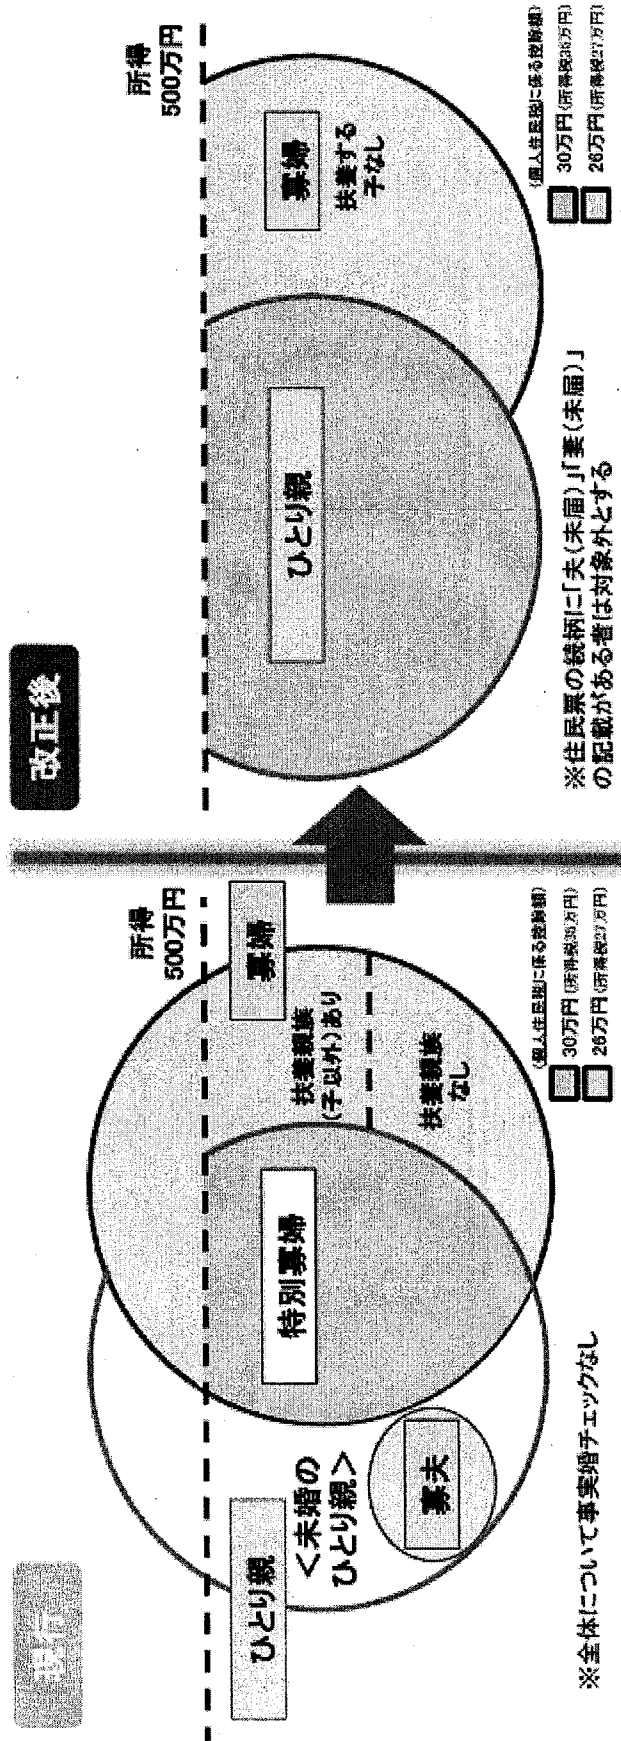 現行
所得
500万円
ひとり親
寡婦
特別寡婦
扶養親族
(子以外)あり
扶養親族
なし
<未婚の
ひとり親>
寡夫
※全体について事実婚チェックなし
(個人住民税に係る控除額)
30万円(所得税35万円)
26万円(所得税27万円)
改正後
所得
500万円
ひとり親
寡婦
扶養する
子なし
※住民票の続柄に「夫(未届)」「妻(未届)」
の記載がある者は対象外とする
(個人住民税に係る控除額)
30万円(所得税35万円)
26万円(所得税27万円)